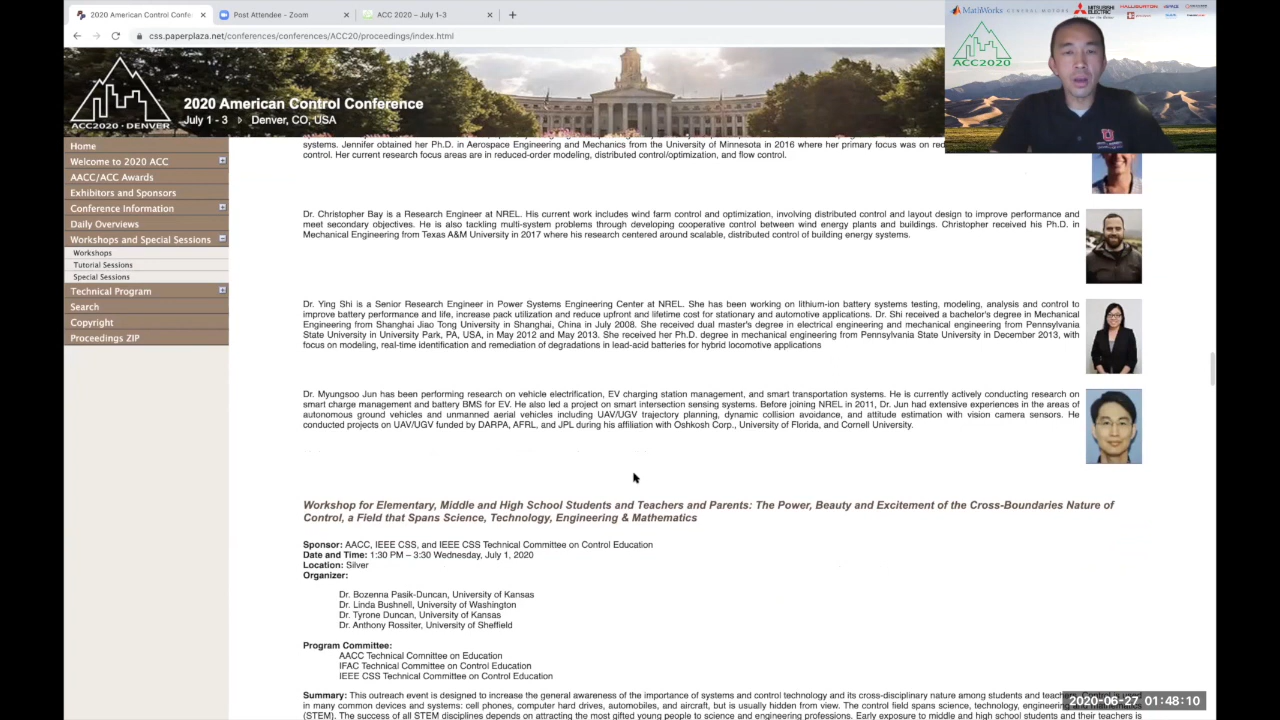 2020 American Control Confe
Post Attendee - Zoom
ACC 2020 – July 1-3
css.paperplaza.net/conferences/conferences/ACC20/proceedings/index.html
MathWorks
GENERAL MOTORS
MITSUBISHI ELECTRIC
HALLIBURTON
ACC2020
ACC2020 · DENVER
2020 American Control Conference
July 1 - 3 Denver, CO, USA
Home
Welcome to 2020 ACC
AACC/ACC Awards
Exhibitors and Sponsors
Conference Information
Daily Overviews
Workshops and Special Sessions
Workshops
Tutorial Sessions
Special Sessions
Technical Program
Search
Copyright
Proceedings ZIP
systems. Jennifer obtained her Ph.D. in Aerospace Engineering and Mechanics from the University of Minnesota in 2016 where her primary focus was on
control. Her current research focus areas are in reduced-order modeling, distributed control/optimization, and flow control.
Dr. Christopher Bay is a Research Engineer at NREL. His current work includes wind farm control and optimization, involving distributed control and layout design to improve performance and
meet secondary objectives. He is also tackling multi-system problems through developing cooperative control between wind energy plants and buildings. Christopher received his Ph.D. in
Mechanical Engineering from Texas A&M University in 2017 where his research centered around scalable, distributed control of building energy systems.
Dr. Ying Shi is a Senior Research Engineer in Power Systems Engineering Center at NREL. She has been working on lithium-ion battery systems testing, modeling, analysis and control to
improve battery performance and life, increase pack utilization and reduce upfront and lifetime cost for stationary and automotive applications. Dr. Shi received a bachelor's degree in Mechanical
Engineering from Shanghai Jiao Tong University in Shanghai, China in July 2008. She received dual master's degree in electrical engineering and mechanical engineering from Pennsylvania
State University in University Park, PA, USA, in May 2012 and May 2013. She received her Ph.D. degree in mechanical engineering from Pennsylvania State University in December 2013, with
focus on modeling, real-time identification and remediation of degradations in lead-acid batteries for hybrid locomotive applications
Dr. Myungsoo Jun has been performing research on vehicle electrification, EV charging station management, and smart transportation systems. He is currently actively conducting research on
smart charge management and battery BMS for EV. He also led a project on smart intersection sensing systems. Before joining NREL in 2011, Dr. Jun had extensive experiences in the areas of
autonomous ground vehicles and unmanned aerial vehicles including UAV/UGV trajectory planning, dynamic collision avoidance, and attitude estimation with vision camera sensors. He
conducted projects on UAV/UGV funded by DARPA, AFRL, and JPL during his affiliation with Oshkosh Corp., University of Florida, and Cornell University.
Workshop for Elementary, Middle and High School Students and Teachers and Parents: The Power, Beauty and Excitement of the Cross-Boundaries Nature of
Control, a Field that Spans Science, Technology, Engineering & Mathematics
Sponsor: AACC, IEEE CSS, and IEEE CSS Technical Committee on Control Education
Date and Time: 1:30 PM – 3:30 Wednesday, July 1, 2020
Location: Silver
Organizer:
Dr. Bozenna Pasik-Duncan, University of Kansas
Dr. Linda Bushnell, University of Washington
Dr. Tyrone Duncan, University of Kansas
Dr. Anthony Rossiter, University of Sheffield
Program Committee:
AACC Technical Comnittee on Education
IFAC Technical Committee on Control Education
IEEE CSS Technical Committee on Control Education
Summary: This outreach event is designed to increase the general awareness of the importance of systems and control technology and its cross-disciplinary nature among students and teachers. Control is used
in many common devices and systems: cell phones, computer hard drives, automobiles, and aircraft, but is usually hidden from view. The control field spans science, technology, engineering and mathematics
(STEM). The success of all STEM disciplines depends on attracting the most gifted young people to science and engineering professions. Early exposure to middle and high school students and their teachers is
2020-06-27 01:48:10